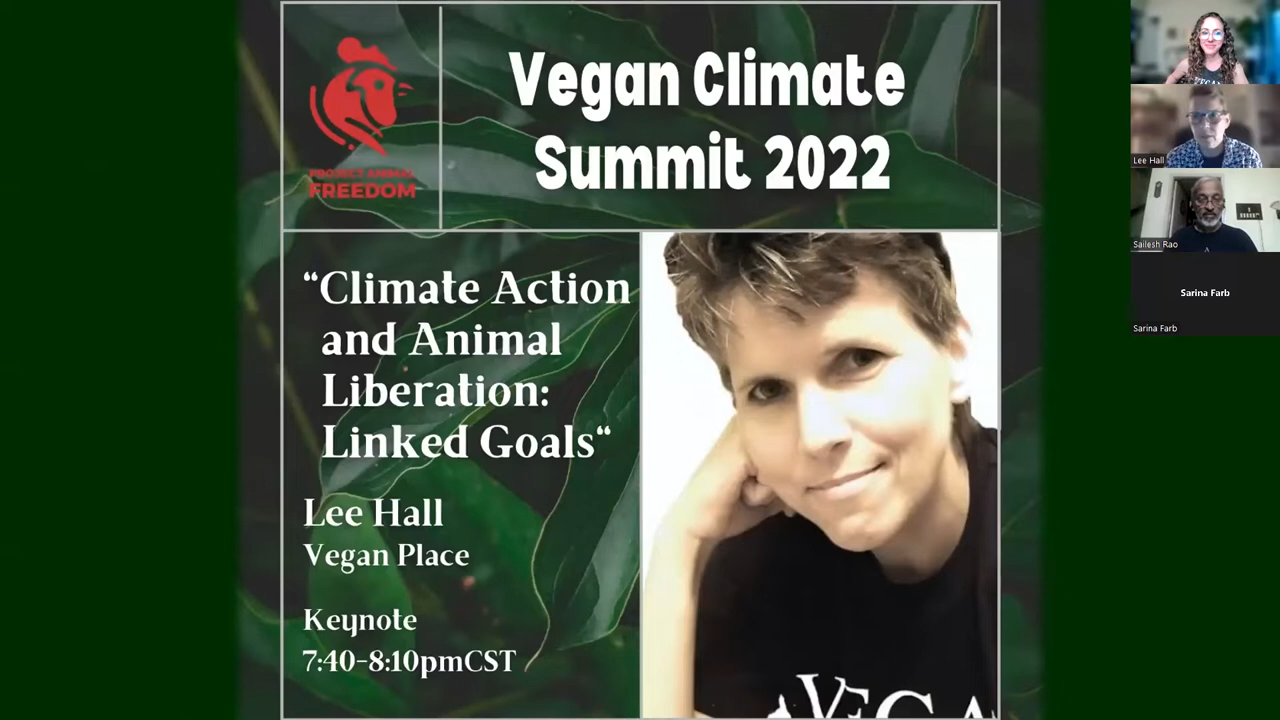 PROJECT ANIMAL
FREEDOM
Vegan Climate
Summit 2022
“Climate Action
and Animal
Liberation:
Linked Goals“
Lee Hall
Vegan Place
Keynote
7:40-8:10pmCST
VEGA
Lee Hall
Sailesh Rao
Sarina Farb
Sarina Farb